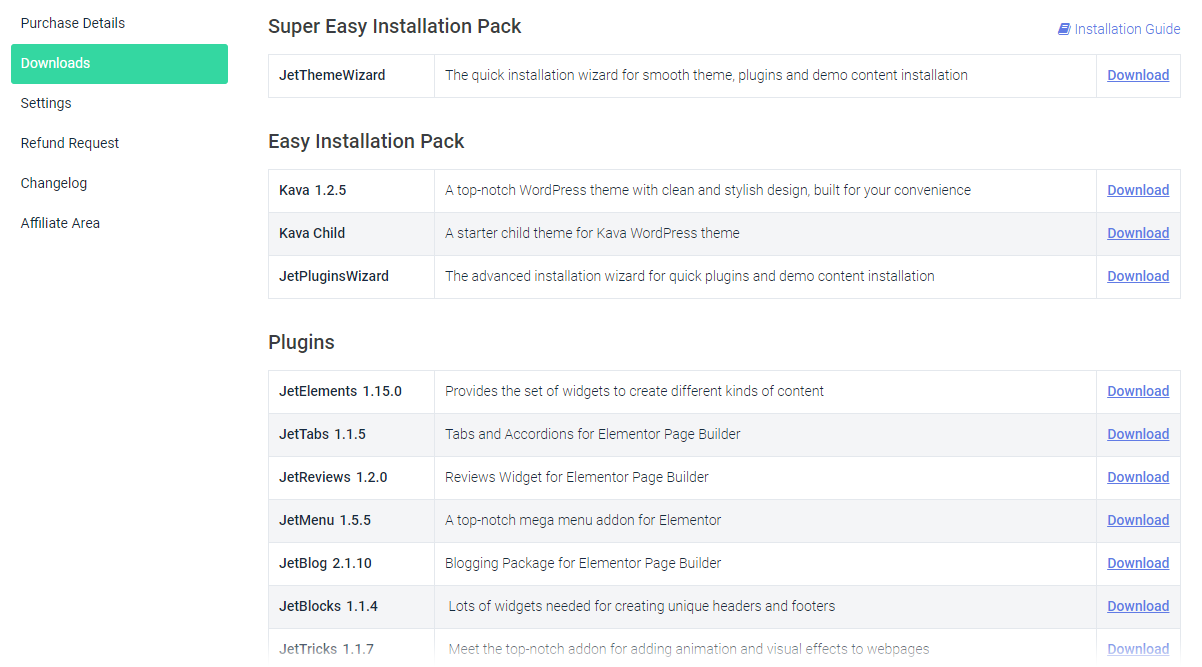 Purchase Details
Downloads
Settings
Refund Request
Changelog
Affiliate Area
Super Easy Installation Pack
Installation Guide
JetThemeWizard The quick installation wizard for smooth theme, plugins and demo content installation Download
Easy Installation Pack
Kava 1.2.5 A top-notch WordPress theme with clean and stylish design, built for your convenience Download
Kava Child A starter child theme for Kava WordPress theme Download
JetPluginsWizard The advanced installation wizard for quick plugins and demo content installation Download
Plugins
JetElements 1.15.0 Provides the set of widgets to create different kinds of content Download
JetTabs 1.1.5 Tabs and Accordions for Elementor Page Builder Download
JetReviews 1.2.0 Reviews Widget for Elementor Page Builder Download
JetMenu 1.5.5 A top-notch mega menu addon for Elementor Download
JetBlog 2.1.10 Blogging Package for Elementor Page Builder Download
JetBlocks 1.1.4 Lots of widgets needed for creating unique headers and footers Download
JetTricks 1.1.7 Meet the top-notch addon for adding animation and visual effects to webpages Download